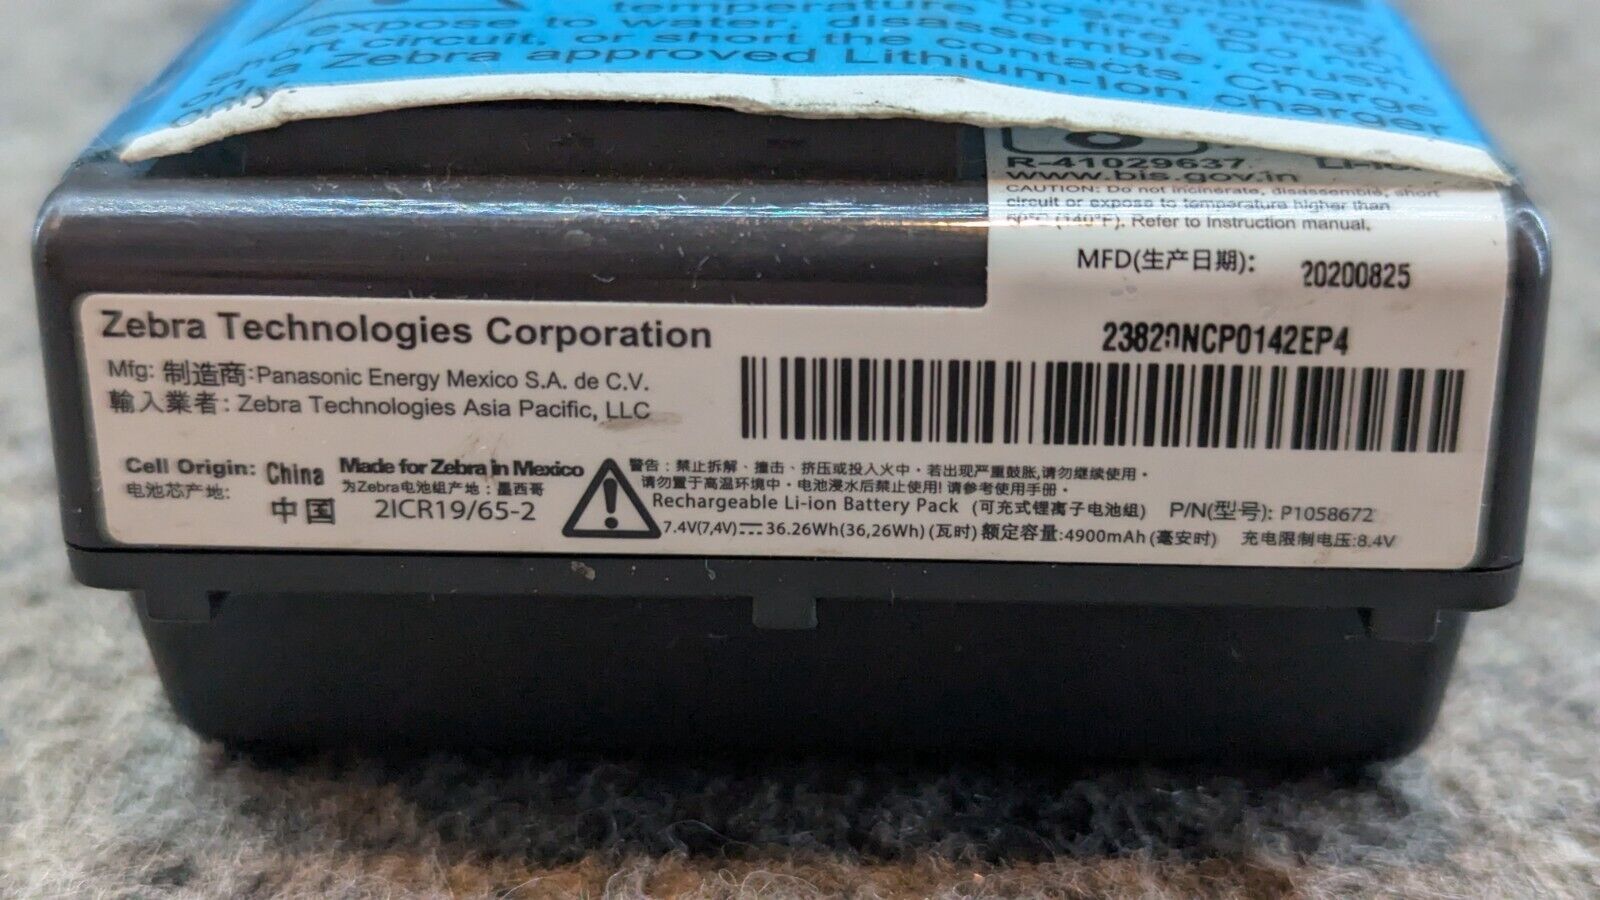 temperature
expose to water, disassemble, crush
short circuit, or short the contacts. Charge
on a Zebra approved Lithium-Ion charger
only.
R-41029637
www.bis.gov.in
CAUTION: Do not incinerate, disassemble, short
circuit or expose to temperature higher than
60°C (140°F). Refer to Instruction manual.
MFD(生产日期): 20200825
Zebra Technologies Corporation
23820NCP0142EP4
Mfg: 制造商:Panasonic Energy Mexico S.A. de C.V.
輸入業者: Zebra Technologies Asia Pacific, LLC
Cell Origin: China
电池芯产地: 中国
Made for Zebra in Mexico
为Zebra电池组产地:墨西哥
2ICR19/65-2
警告:禁止拆解、撞击、挤压或投入火中。若出现严重鼓胀,请勿继续使用。
请勿置于高温环境中。电池浸水后禁止使用!请参考使用手册。
Rechargeable Li-ion Battery Pack (可充式锂离子电池组) P/N(型号): P1058672
7.4V(7,4V) 36.26Wh(36,26Wh)(瓦时)额定容量:4900mAh(毫安时) 充电限制电压:8.4V